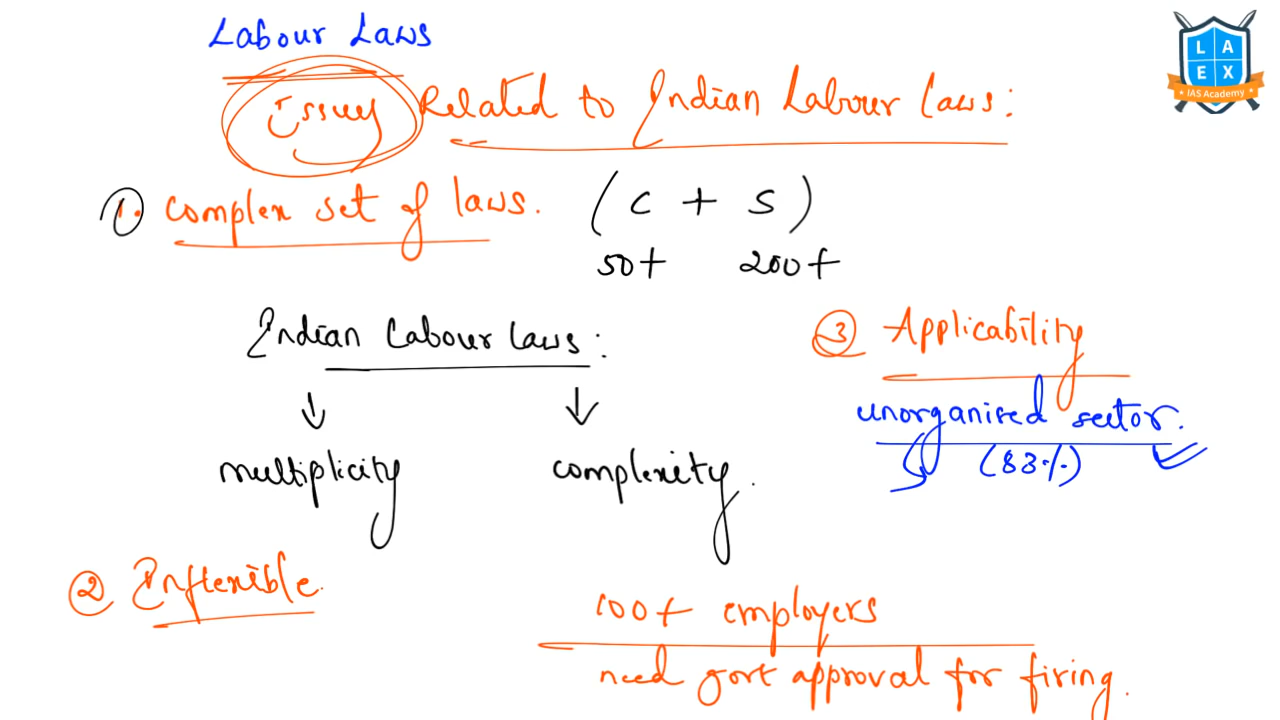 Labour Laws
Issues Related to Indian Labour Laws:
1. complex set of laws. (C + S)
50+ 200+
Indian Labour Laws:
multiplicity complexity.
3 Applicability
unorganised sector.
(83%)
2 Inflexible.
100+ employers
need govt approval for firing.
LAEX
IAS Academy